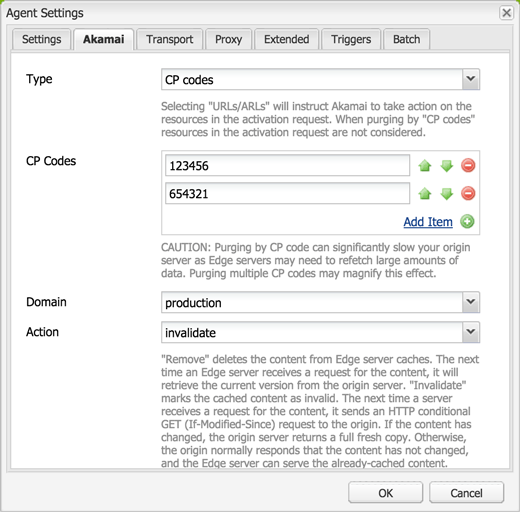 Agent Settings
Settings Akamai Transport Proxy Extended Triggers Batch
Type CP codes
Selecting "URLs/ARLs" will instruct Akamai to take action on the
resources in the activation request. When purging by "CP codes"
resources in the activation request are not considered.
CP Codes 123456
654321
Add Item
CAUTION: Purging by CP code can significantly slow your origin
server as Edge servers may need to refetch large amounts of
data. Purging multiple CP codes may magnify this effect.
Domain production
Action invalidate
"Remove" deletes the content from Edge server caches. The next
time an Edge server receives a request for the content, it will
retrieve the current version from the origin server. "Invalidate"
marks the cached content as invalid. The next time a server
receives a request for the content, it sends an HTTP conditional
GET (If-Modified-Since) request to the origin. If the content has
changed, the origin server returns a full fresh copy. Otherwise,
the origin normally responds that the content has not changed,
and the Edge server can serve the already-cached content.
OK Cancel